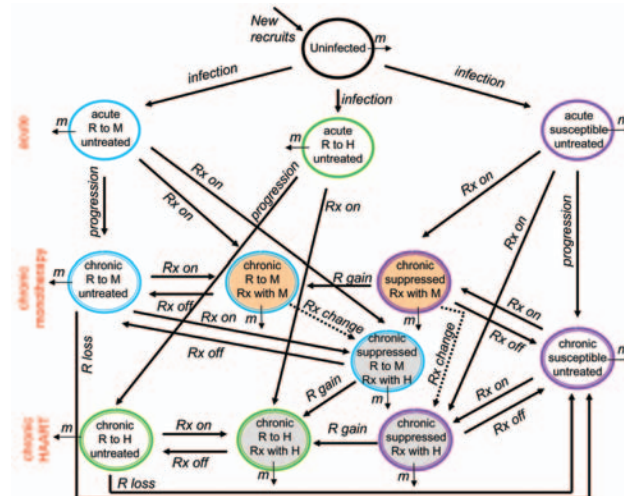 New
recruits
Uninfected
m
infection
infection
infection
acute
acute
R to M
untreated
m
acute
R to H
untreated
m
acute
susceptible
untreated
m
progression
Rx on
Rx on
progression
Rx on
Rx on
Rx on
progression
chronic
monotherapy
chronic
R to M
untreated
m
Rx on
Rx off
chronic
R to M
Rx with M
m
R gain
chronic
suppressed
Rx with M
m
Rx on
Rx off
Rx on
Rx off
Rx change
Rx change
chronic
suppressed
R to M
Rx with H
m
m
chronic
susceptible
untreated
m
R loss
R gain
Rx on
Rx off
chronic
HAART
chronic
R to H
untreated
m
Rx on
Rx off
chronic
R to H
Rx with H
m
R gain
chronic
suppressed
Rx with H
m
R loss